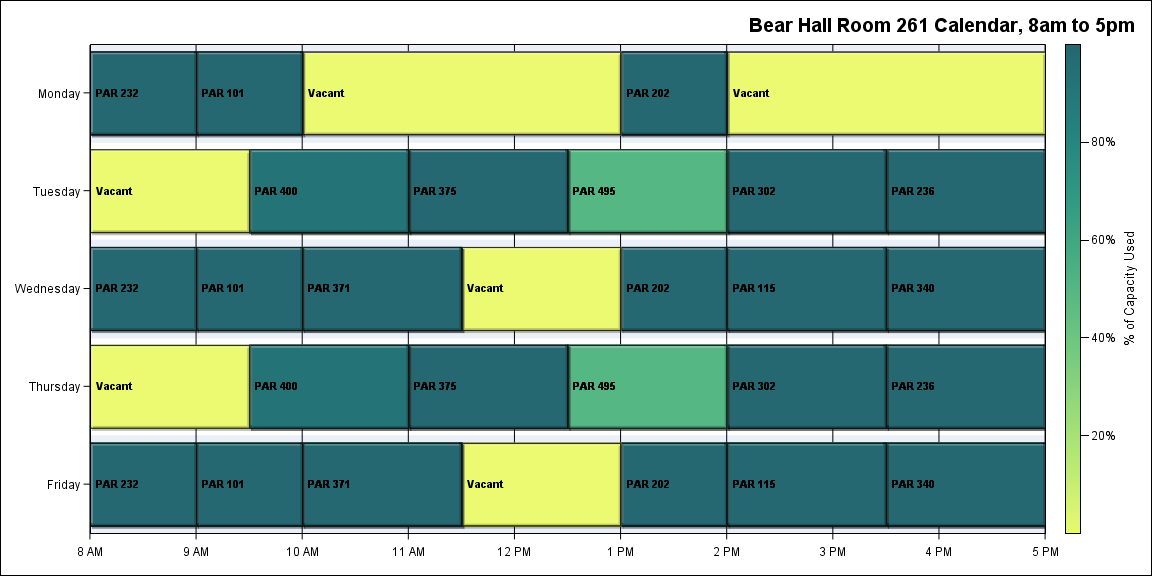 Bear Hall Room 261 Calendar, 8am to 5pm
Monday
PAR 232
PAR 101
Vacant
PAR 202
Vacant
Tuesday
Vacant
PAR 400
PAR 375
PAR 495
PAR 302
PAR 236
Wednesday
PAR 232
PAR 101
PAR 371
Vacant
PAR 202
PAR 115
PAR 340
Thursday
Vacant
PAR 400
PAR 375
PAR 495
PAR 302
PAR 236
Friday
PAR 232
PAR 101
PAR 371
Vacant
PAR 202
PAR 115
PAR 340
8 AM
9 AM
10 AM
11 AM
12 PM
1 PM
2 PM
3 PM
4 PM
5 PM
80%
60%
40%
20%
% of Capacity Used